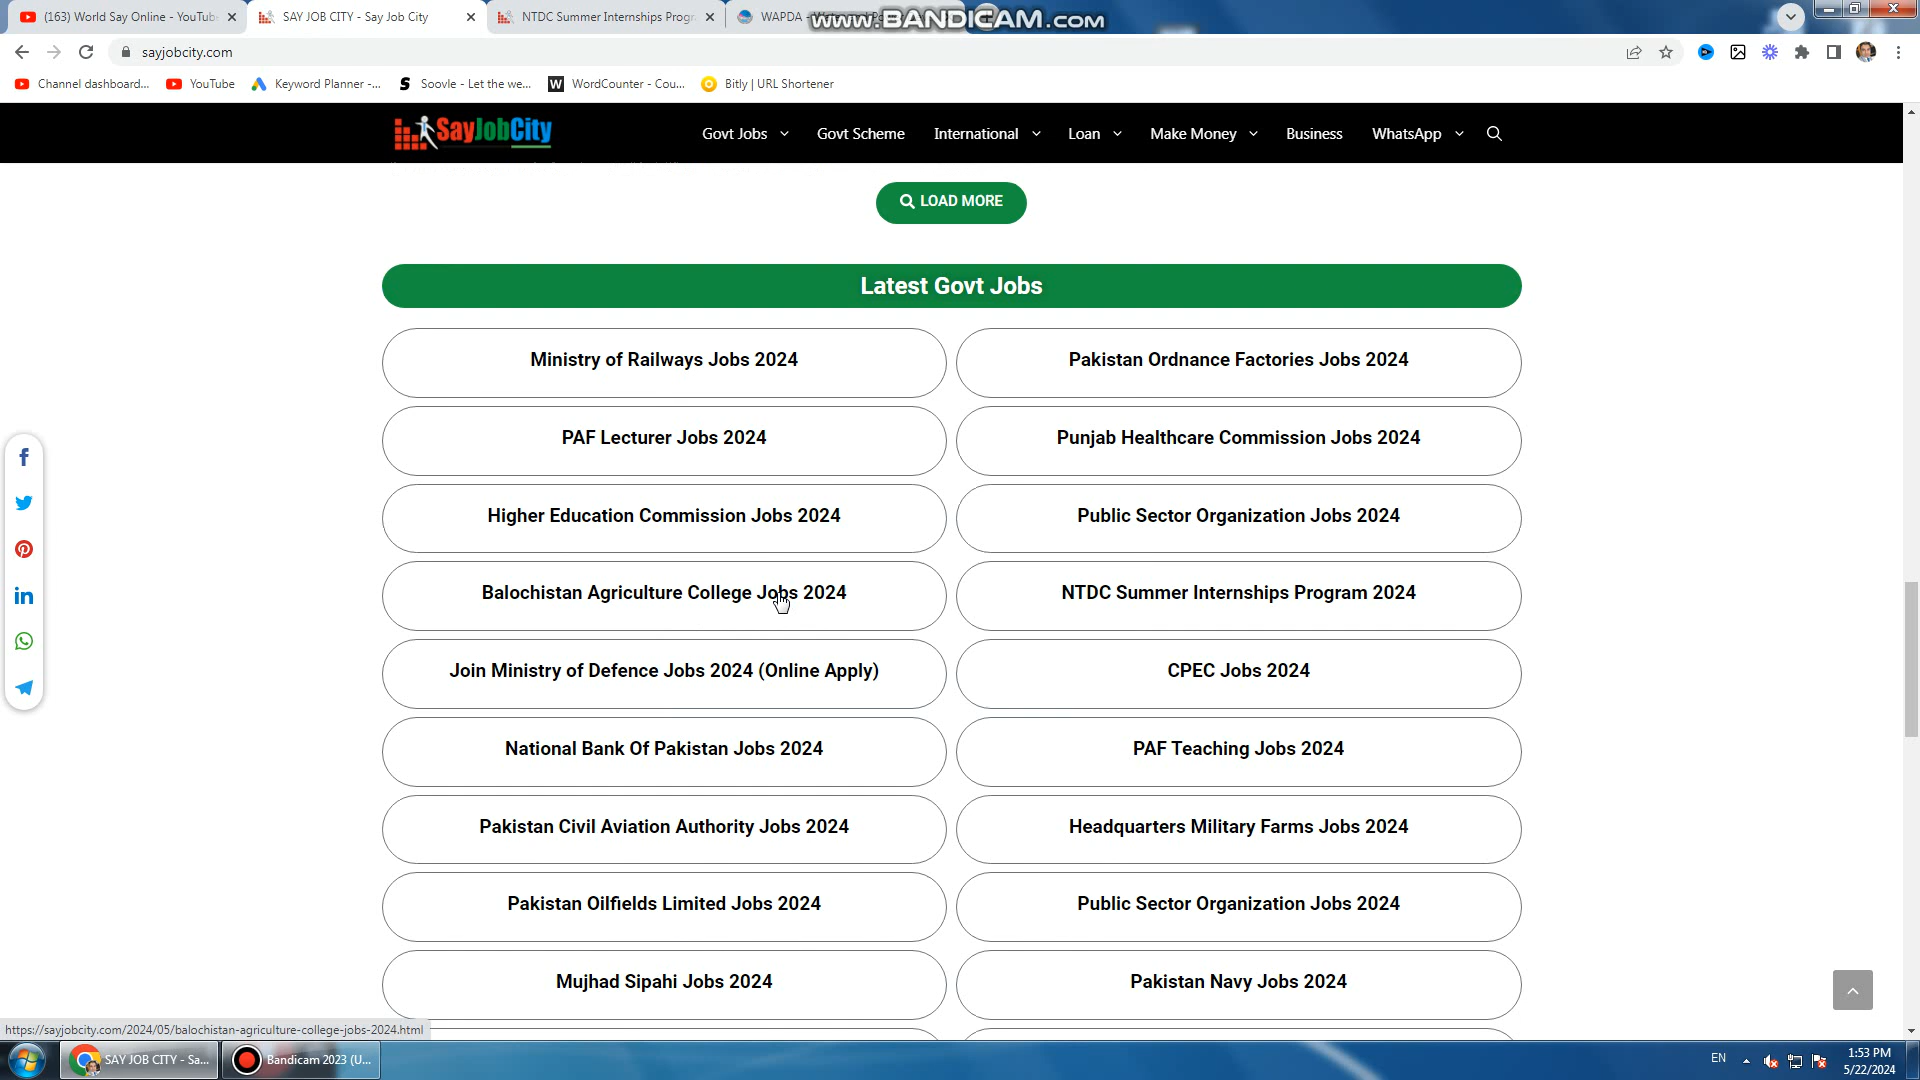 (163) World Say Online - YouTub
SAY JOB CITY - Say Job City
NTDC Summer Internships Progr
WAPDA -
www.BANDICAM.com
sayjobcity.com
Channel dashboard...
YouTube
Keyword Planner -...
Soovle - Let the we...
WordCounter - Cou...
Bitly | URL Shortener
SayJobCity
Govt Jobs
Govt Scheme
International
Loan
Make Money
Business
WhatsApp
LOAD MORE
Latest Govt Jobs
Ministry of Railways Jobs 2024
Pakistan Ordnance Factories Jobs 2024
PAF Lecturer Jobs 2024
Punjab Healthcare Commission Jobs 2024
Higher Education Commission Jobs 2024
Public Sector Organization Jobs 2024
Balochistan Agriculture College Jobs 2024
NTDC Summer Internships Program 2024
Join Ministry of Defence Jobs 2024 (Online Apply)
CPEC Jobs 2024
National Bank Of Pakistan Jobs 2024
PAF Teaching Jobs 2024
Pakistan Civil Aviation Authority Jobs 2024
Headquarters Military Farms Jobs 2024
Pakistan Oilfields Limited Jobs 2024
Public Sector Organization Jobs 2024
Mujhad Sipahi Jobs 2024
Pakistan Navy Jobs 2024
https://sayjobcity.com/2024/05/balochistan-agriculture-college-jobs-2024.html
SAY JOB CITY - Sa...
Bandicam 2023 (U...
EN
1:53 PM
5/22/2024